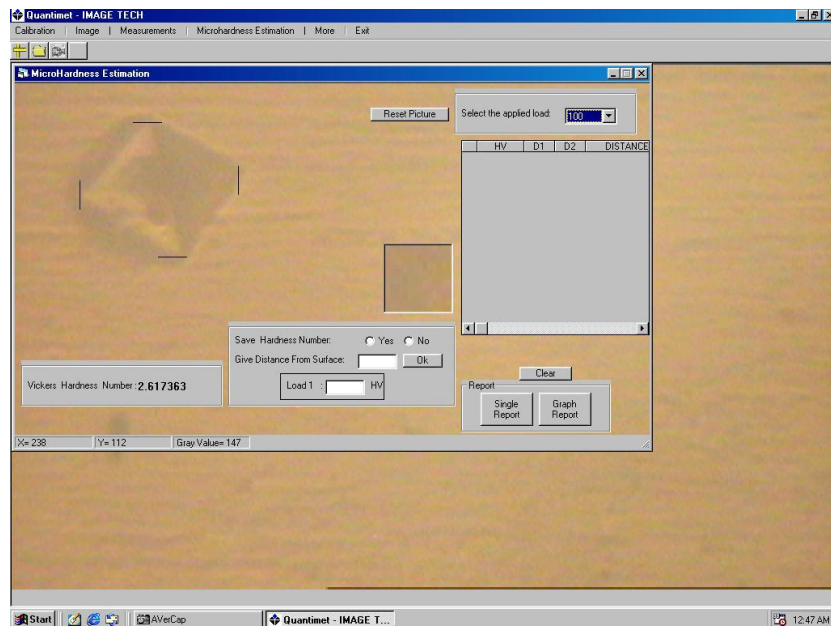 Quantimet - IMAGE TECH
Calibration | Image | Measurements | Microhardness Estimation | More | Exit
MicroHardness Estimation
Reset Picture
Select the applied load: 100
HV D1 D2 DISTANCE
Save Hardness Number: Yes No
Give Distance From Surface: Ok
Load 1 : HV
Vickers Hardness Number : 2.617363
Clear
Report
Single Report
Graph Report
X= 238 Y= 112 Gray Value= 147
Start AVerCap Quantimet - IMAGE T... 12:47 AM